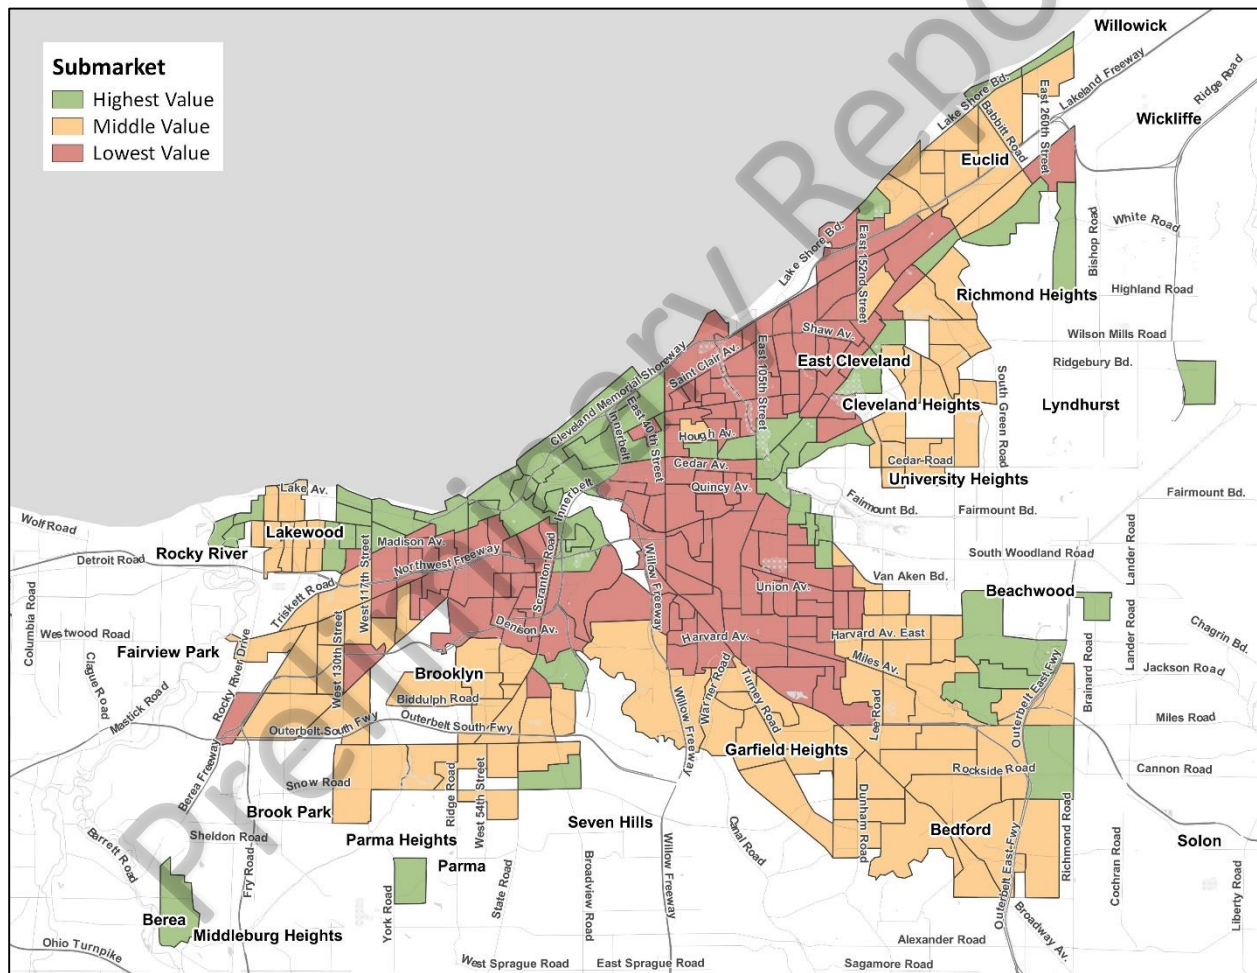 Submarket
Highest Value
Middle Value
Lowest Value
Preliminary Repo
Willowick
Lakeland Freeway
Ridge Road
Lake Shore Bd.
Babbitt Road
East 260th Street
Wickliffe
Euclid
Bishop Road
White Road
Lake Shore Bd.
East 152nd Street
Richmond Heights
Highland Road
Wilson Mills Road
Shaw Av.
Saint Clair Av.
East 105th Street
East Cleveland
Ridgebury Bd.
Cleveland Memorial Shoreway
Cleveland Heights
South Green Road
Lyndhurst
Innerbelt
East 40th Street
Hough Av.
Cedar Av.
Cedar Road
Quincy Av.
University Heights
Lake Av.
Innerbelt
Fairmount Bd.
Fairmount Bd.
Fairmount Bd.
Wolf Road
Lakewood
Madison Av.
Rocky River
Detroit Road
Northwest Freeway
West 117th Street
Scranton Road
Willow Freeway
South Woodland Road
Lander Road
Triskett Road
Union Av.
Van Aken Bd.
Beachwood
Columbia Road
Westwood Road
Denison Av.
Harvard Av.
Harvard Av. East
Lander Road
Chagrin Bd.
Fairview Park
Clague Road
Rocky River Drive
West 130th Street
Brooklyn
Miles Av.
Brainard Road
Jackson Road
Mastick Road
Biddulph Road
Warner Road
Turney Road
Lee Road
Outerbelt East Fwy
Miles Road
Outerbelt South Fwy
Outerbelt South Fwy
Willow Freeway
Garfield Heights
Rockside Road
Cannon Road
Berea Freeway
Snow Road
Ridge Road
West 54th Street
Brook Park
Sheldon Road
Parma Heights
Seven Hills
Canal Road
Dunham Road
Bedford
Solon
Barrett Road
Fry Road
Parma
York Road
State Road
Broadview Road
Willow Freeway
Outerbelt East Fwy
Richmond Road
Cochran Road
Liberty Road
Berea
Middleburg Heights
Broadway Av.
Ohio Turnpike
Alexander Road
West Sprague Road
East Sprague Road
Sagamore Road